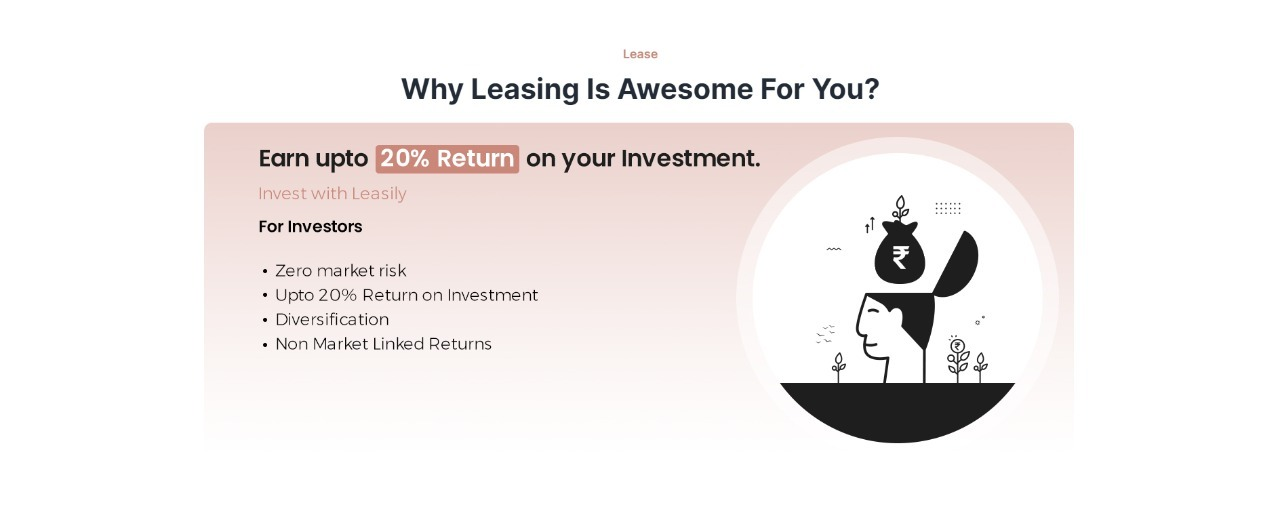 Lease
Why Leasing Is Awesome For You?
Earn upto 20% Return on your Investment.
Invest with Leasily
For Investors
• Zero market risk
• Upto 20% Return on Investment
• Diversification
• Non Market Linked Returns
₹
₹